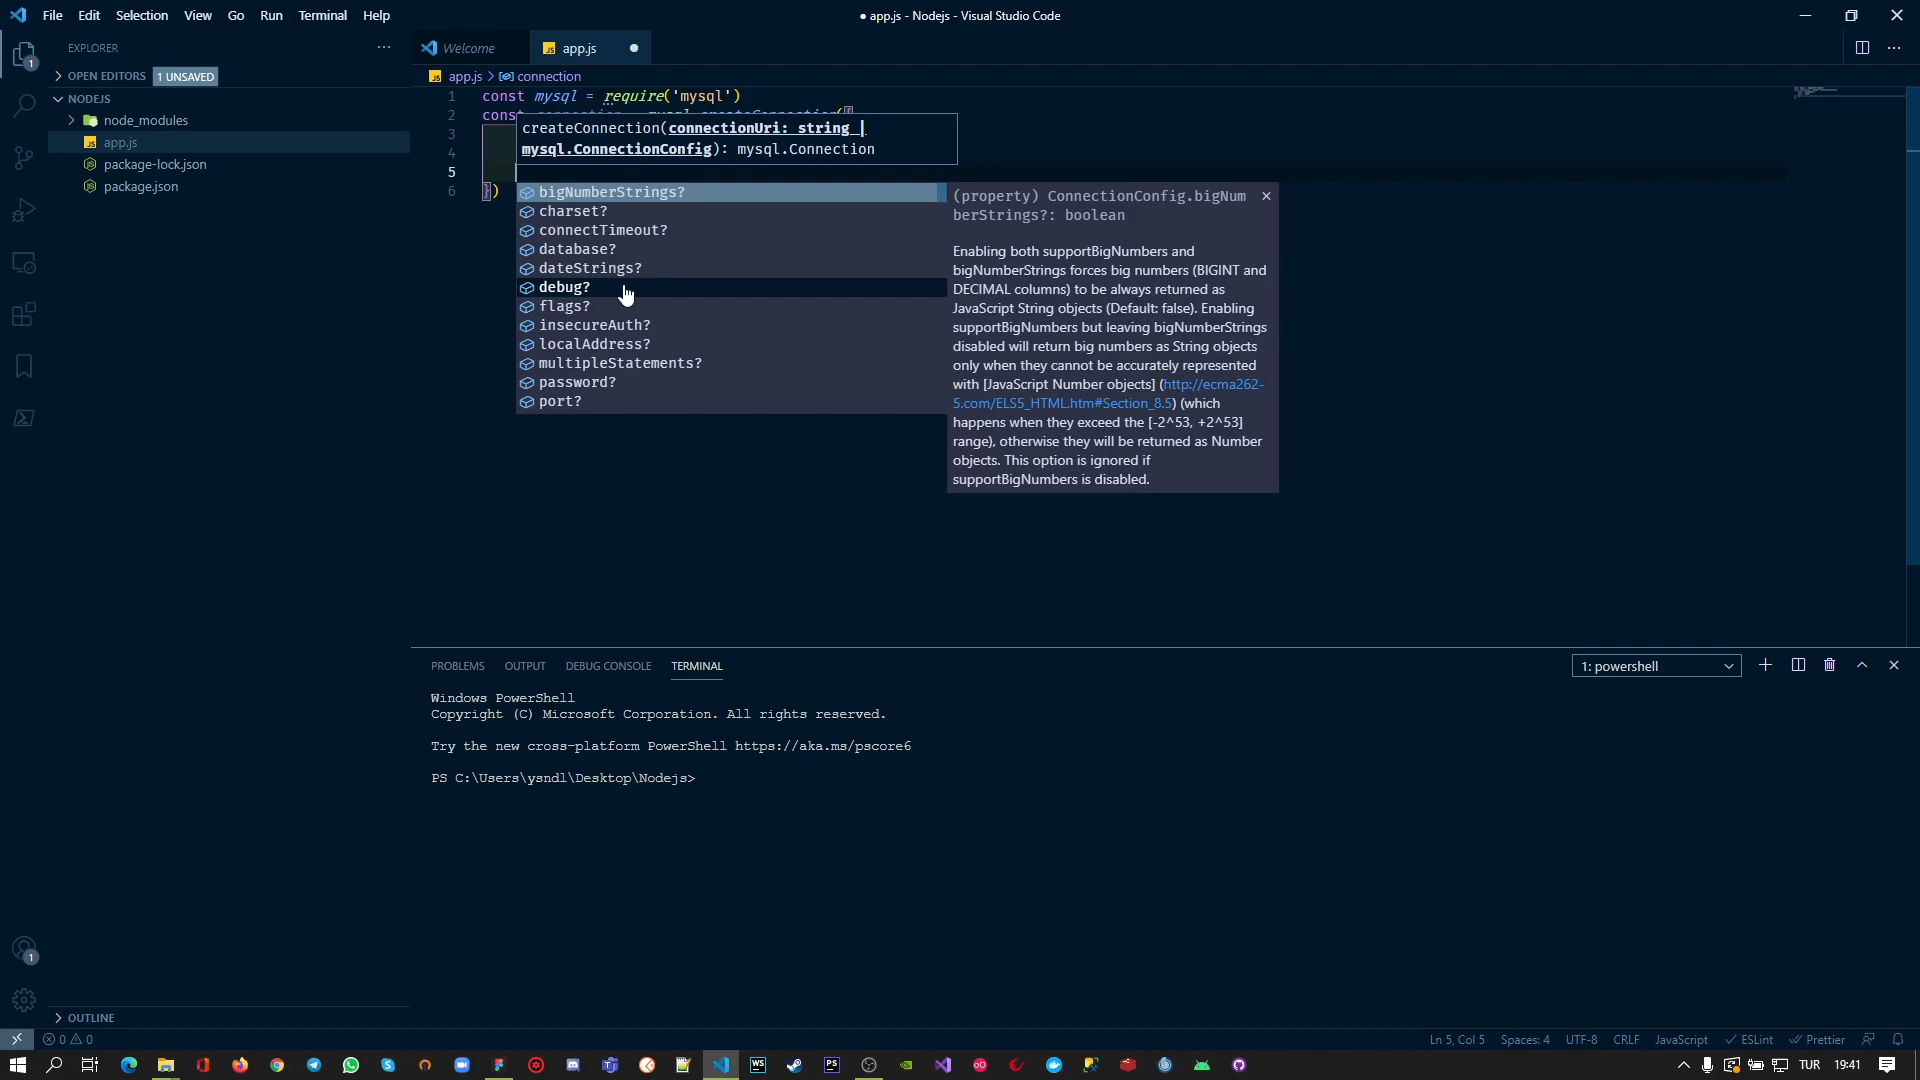 File Edit Selection View Go Run Terminal Help
● app.js - Nodejs - Visual Studio Code
EXPLORER
OPEN EDITORS 1 UNSAVED
NODEJS
node_modules
app.js
package-lock.json
package.json
OUTLINE
Welcome
app.js
app.js > connection
1 const mysql = require('mysql')
2 const
3
4
5
6 })
createConnection(connectionUri: string |
mysql.ConnectionConfig): mysql.Connection
bigNumberStrings?
charset?
connectTimeout?
database?
dateStrings?
debug?
flags?
insecureAuth?
localAddress?
multipleStatements?
password?
port?
(property) ConnectionConfig.bigNum
berStrings?: boolean
Enabling both supportBigNumbers and
bigNumberStrings forces big numbers (BIGINT and
DECIMAL columns) to be always returned as
JavaScript String objects (Default: false). Enabling
supportBigNumbers but leaving bigNumberStrings
disabled will return big numbers as String objects
only when they cannot be accurately represented
with [JavaScript Number objects] (http://ecma262-
5.com/ELS5_HTML.htm#Section_8.5) (which
happens when they exceed the [-2^53, +2^53]
range), otherwise they will be returned as Number
objects. This option is ignored if
supportBigNumbers is disabled.
PROBLEMS OUTPUT DEBUG CONSOLE TERMINAL
1: powershell
Windows PowerShell
Copyright (C) Microsoft Corporation. All rights reserved.
Try the new cross-platform PowerShell https://aka.ms/pscore6
PS C:\Users\ysndl\Desktop\Nodejs>
0 0
Ln 5, Col 5 Spaces: 4 UTF-8 CRLF JavaScript ESLint Prettier
TUR 19:41